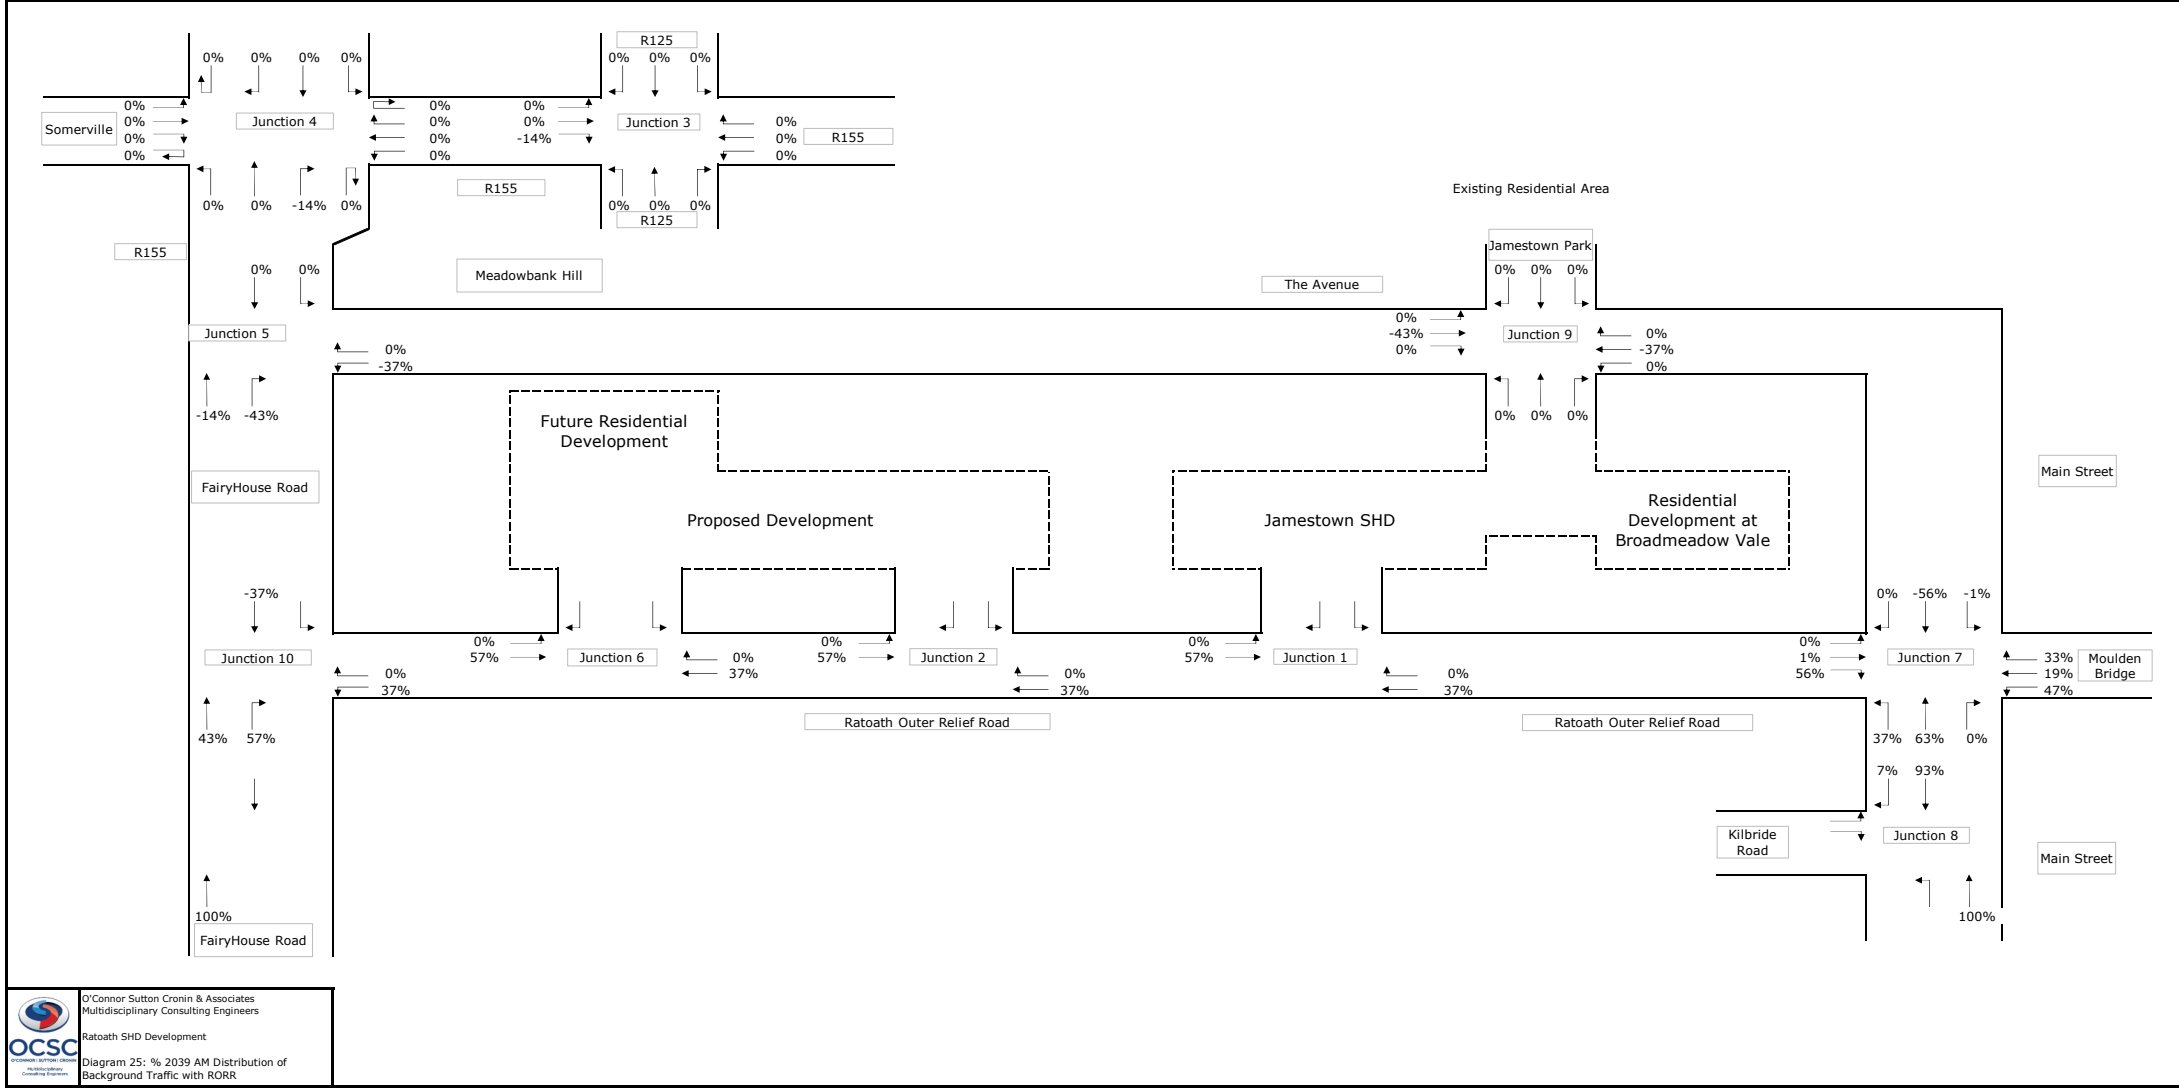 R125
0% 0% 0% 0%
0% 0% 0%
Somerville
0%
0%
0%
0%
Junction 4
0%
0%
0%
0%
0%
0%
-14%
Junction 3
0%
0%
0%
R155
0% 0% -14% 0%
R155
0% 0% 0%
R125
R155
0% 0%
Meadowbank Hill
Existing Residential Area
Jamestown Park
The Avenue
0% 0% 0%
Junction 5
0%
-37%
0%
-43%
0%
Junction 9
0%
-37%
0%
-14% -43%
0% 0% 0%
Future Residential
Development
FairyHouse Road
Main Street
Proposed Development
Jamestown SHD
Residential
Development at
Broadmeadow Vale
-37%
0% -56% -1%
Junction 10
0%
37%
0%
57%
Junction 6
0%
37%
0%
57%
Junction 2
0%
37%
0%
57%
Junction 1
0%
37%
0%
1%
56%
Junction 7
33%
19%
47%
Moulden
Bridge
43% 57%
Ratoath Outer Relief Road
Ratoath Outer Relief Road
37% 63% 0%
7% 93%
Kilbride
Road
Junction 8
Main Street
100%
100%
FairyHouse Road
OCSC
O'CONNOR | SUTTON | CRONIN
Multidisciplinary
Consulting Engineers
O'Connor Sutton Cronin & Associates
Multidisciplinary Consulting Engineers
Ratoath SHD Development
Diagram 25: % 2039 AM Distribution of
Background Traffic with RORR